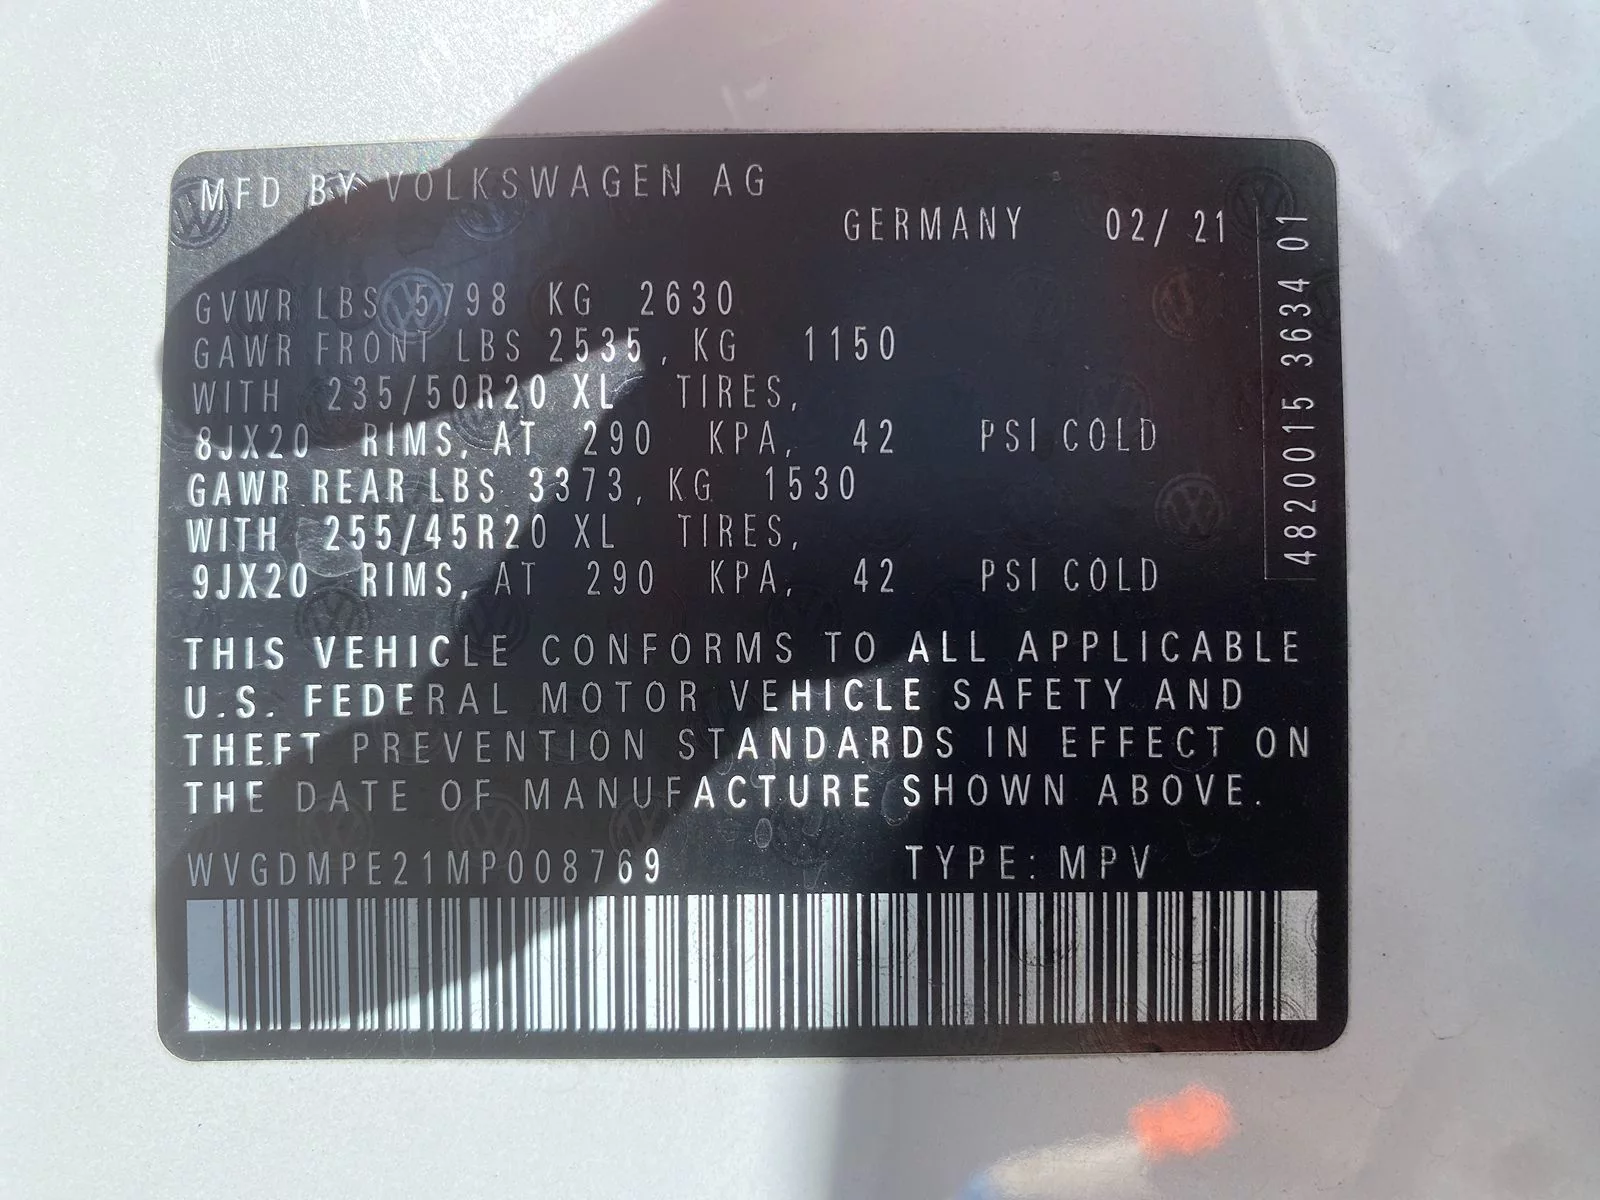 MFD BY VOLKSWAGEN AG
GERMANY 02/ 21
GVWR LBS 5798 KG 2630
GAWR FRONT LBS 2535, KG 1150
WITH 235/50R20 XL TIRES,
8JX20 RIMS, AT 290 KPA, 42 PSI COLD
GAWR REAR LBS 3373, KG 1530
WITH 255/45R20 XL TIRES,
9JX20 RIMS, AT 290 KPA, 42 PSI COLD
THIS VEHICLE CONFORMS TO ALL APPLICABLE
U.S. FEDERAL MOTOR VEHICLE SAFETY AND
THEFT PREVENTION STANDARDS IN EFFECT ON
THE DATE OF MANUFACTURE SHOWN ABOVE.
WVGDMPE21MP008769 TYPE: MPV
48200015 3634 01